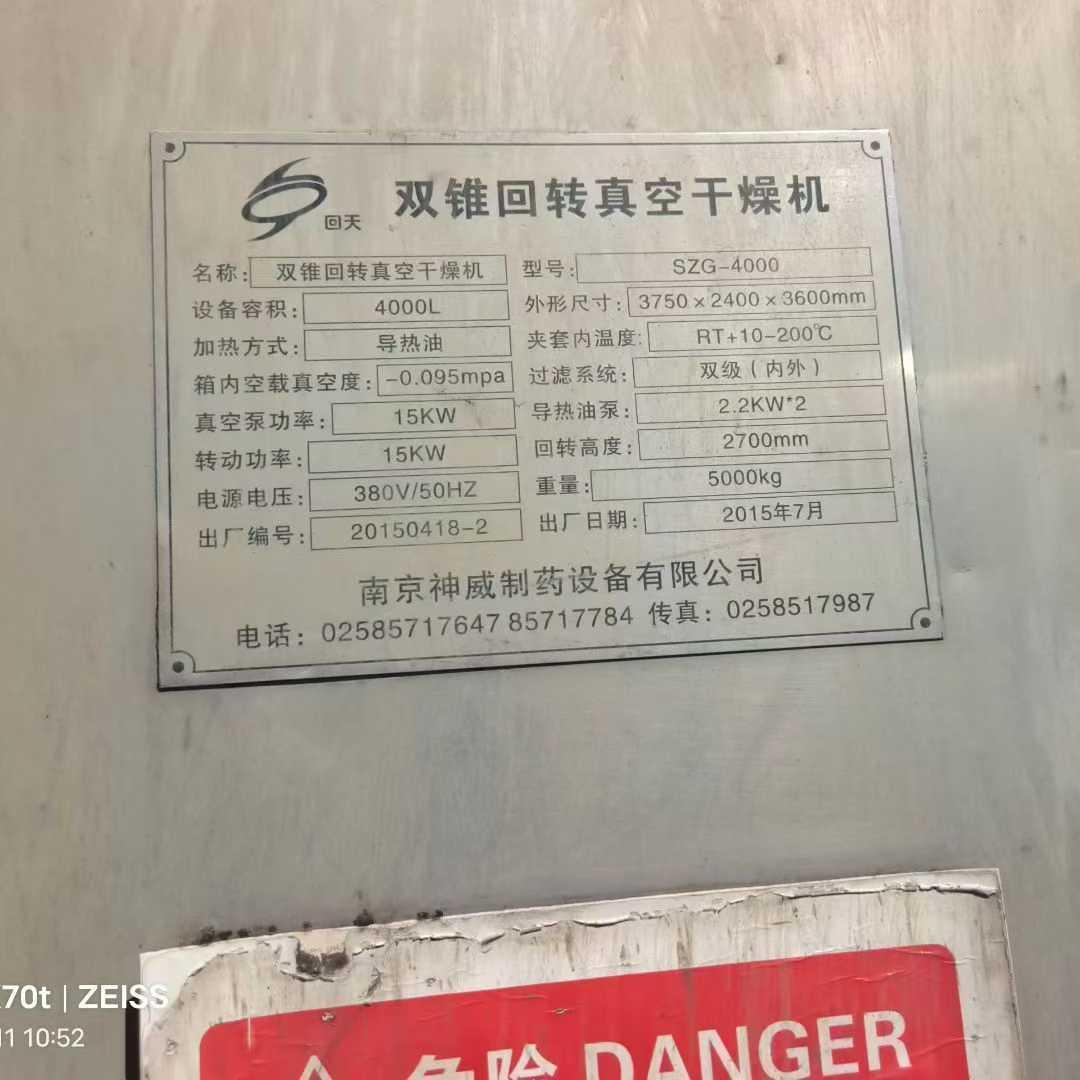 回天
双锥回转真空干燥机
名称: 双锥回转真空干燥机 型号: SZG-4000
设备容积: 4000L 外形尺寸: 3750×2400×3600mm
加热方式: 导热油 夹套内温度: RT+10-200℃
箱内空载真空度: -0.095mpa 过滤系统: 双级(内外)
真空泵功率: 15KW 导热油泵: 2.2KW*2
转动功率: 15KW 回转高度: 2700mm
电源电压: 380V/50HZ 重量: 5000kg
出厂编号: 20150418-2 出厂日期: 2015年7月
南京神威制药设备有限公司
电话: 02585717647 85717784 传真: 0258517987
危险 DANGER
70t | ZEISS
11 10:52